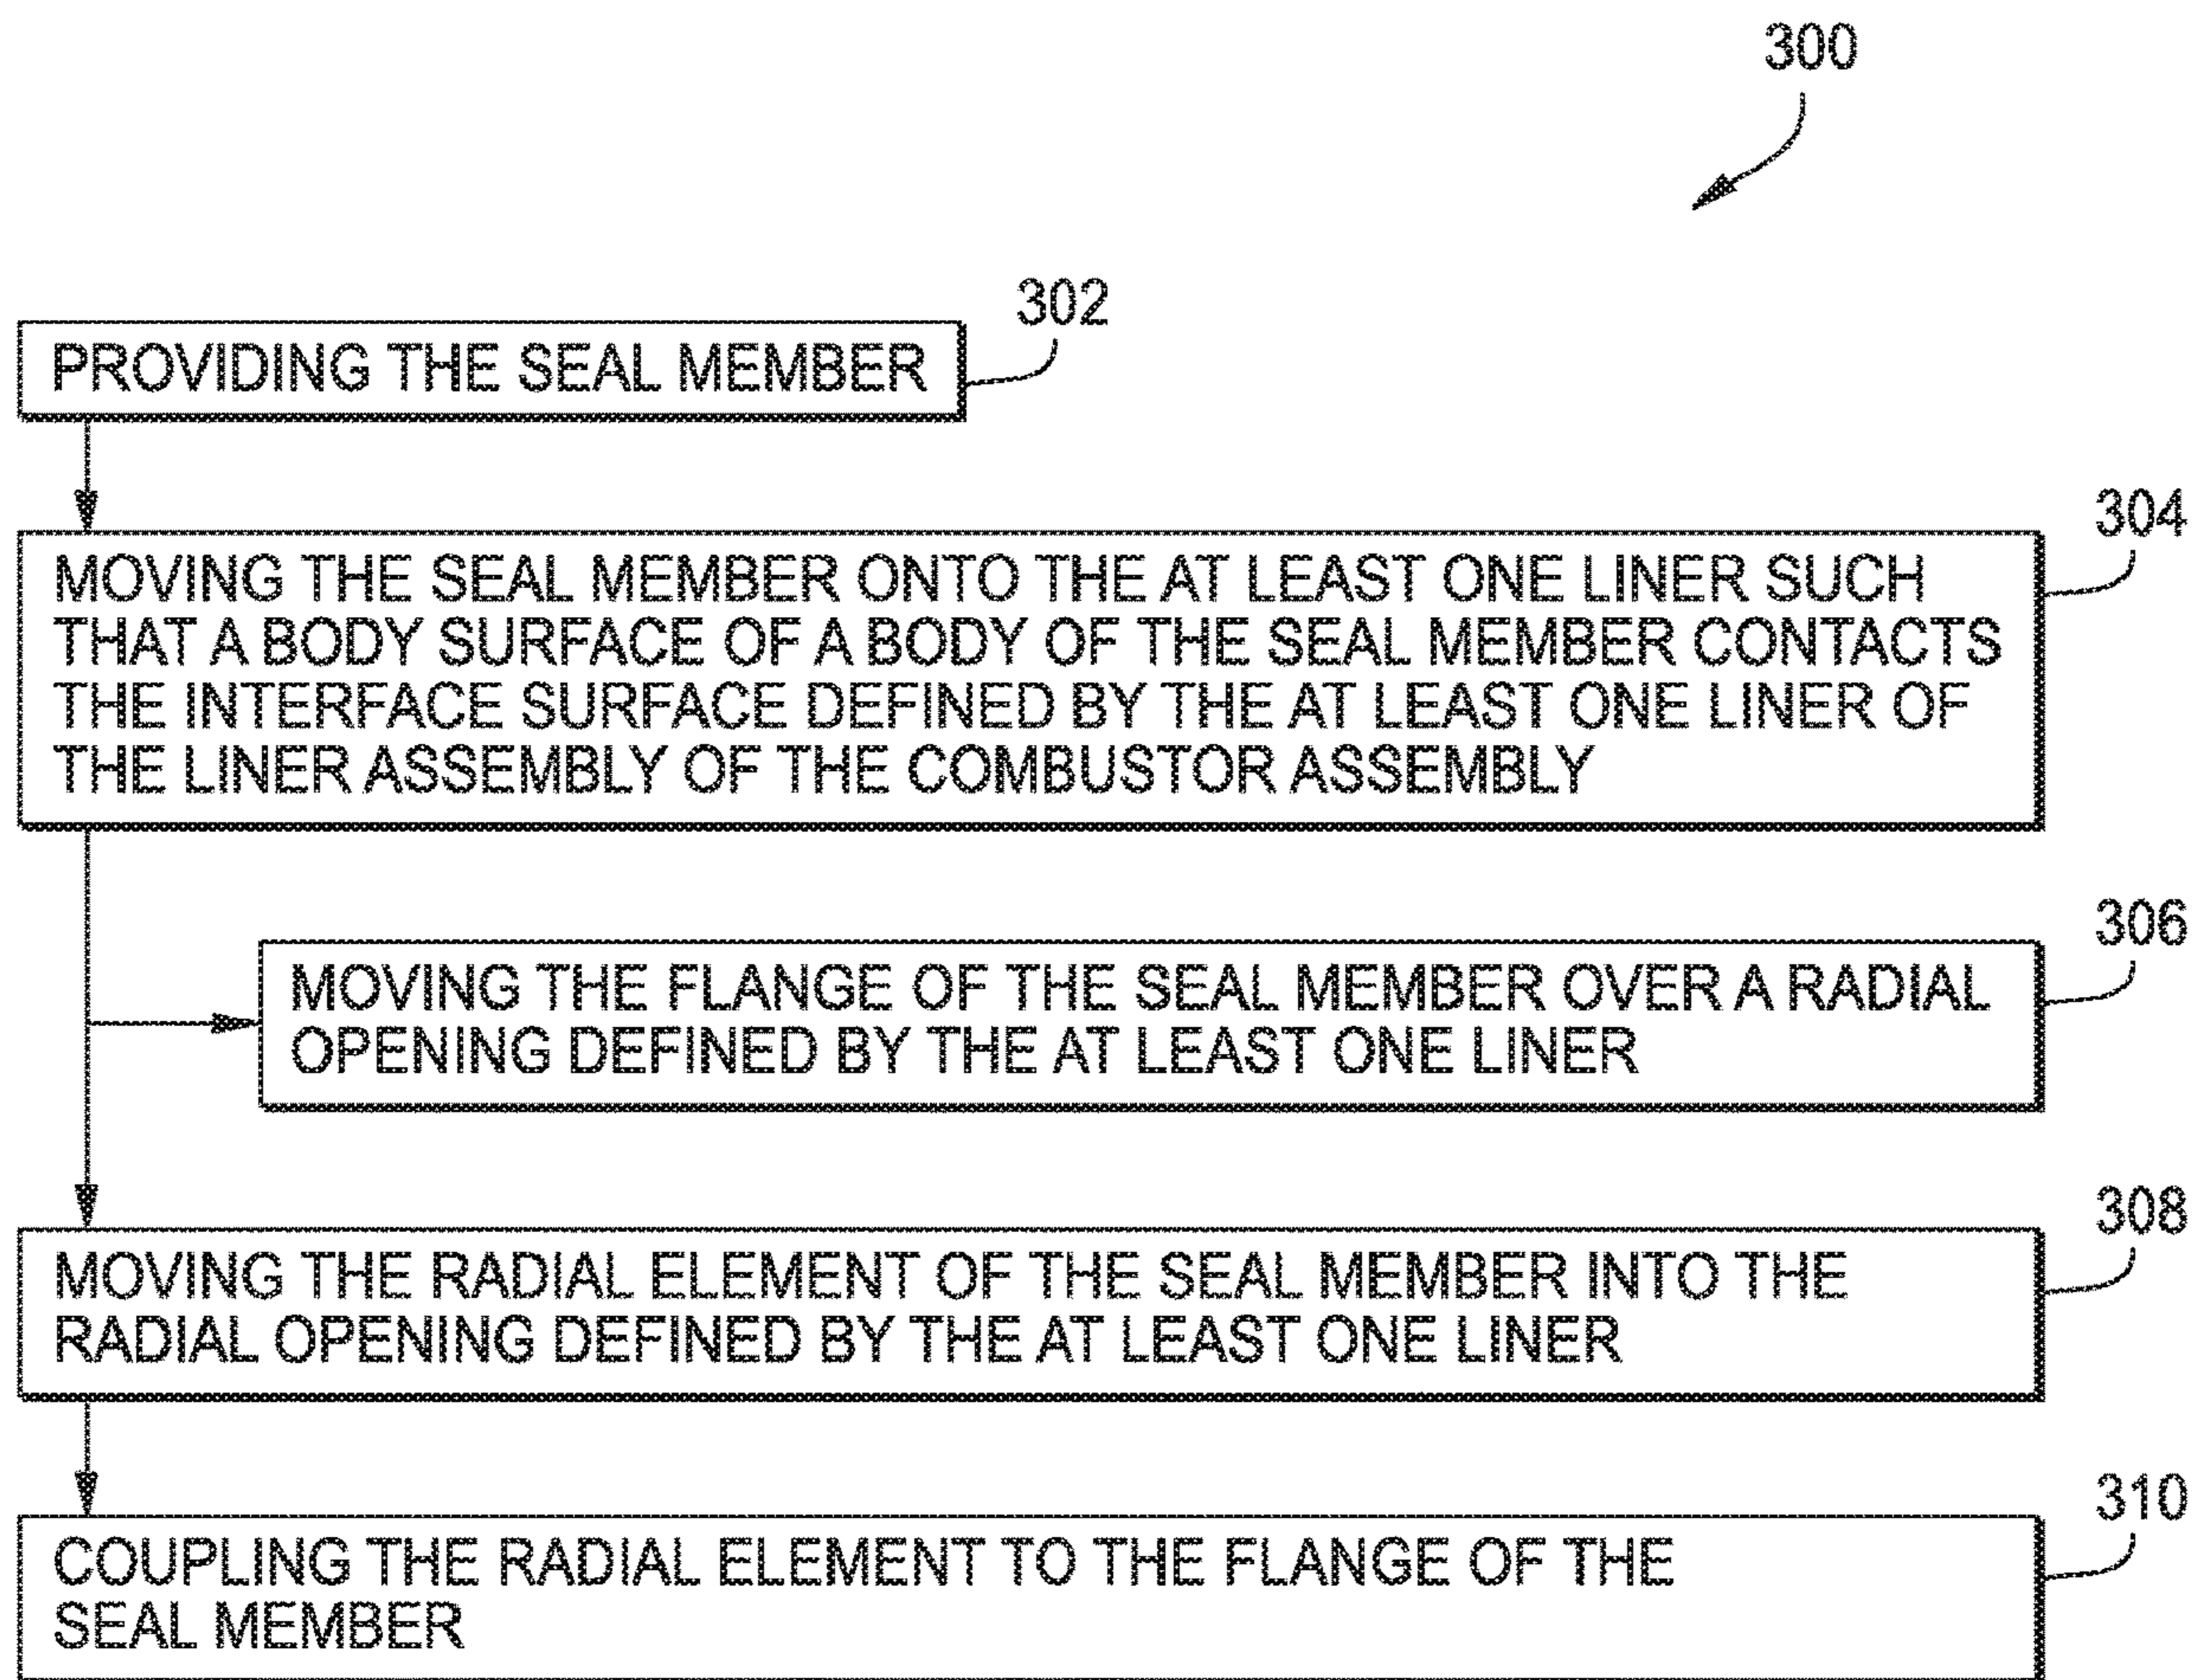 300
302
PROVIDING THE SEAL MEMBER
304
MOVING THE SEAL MEMBER ONTO THE AT LEAST ONE LINER SUCH
THAT A BODY SURFACE OF A BODY OF THE SEAL MEMBER CONTACTS
THE INTERFACE SURFACE DEFINED BY THE AT LEAST ONE LINER OF
THE LINER ASSEMBLY OF THE COMBUSTOR ASSEMBLY
306
MOVING THE FLANGE OF THE SEAL MEMBER OVER A RADIAL
OPENING DEFINED BY THE AT LEAST ONE LINER
308
MOVING THE RADIAL ELEMENT OF THE SEAL MEMBER INTO THE
RADIAL OPENING DEFINED BY THE AT LEAST ONE LINER
310
COUPLING THE RADIAL ELEMENT TO THE FLANGE OF THE
SEAL MEMBER